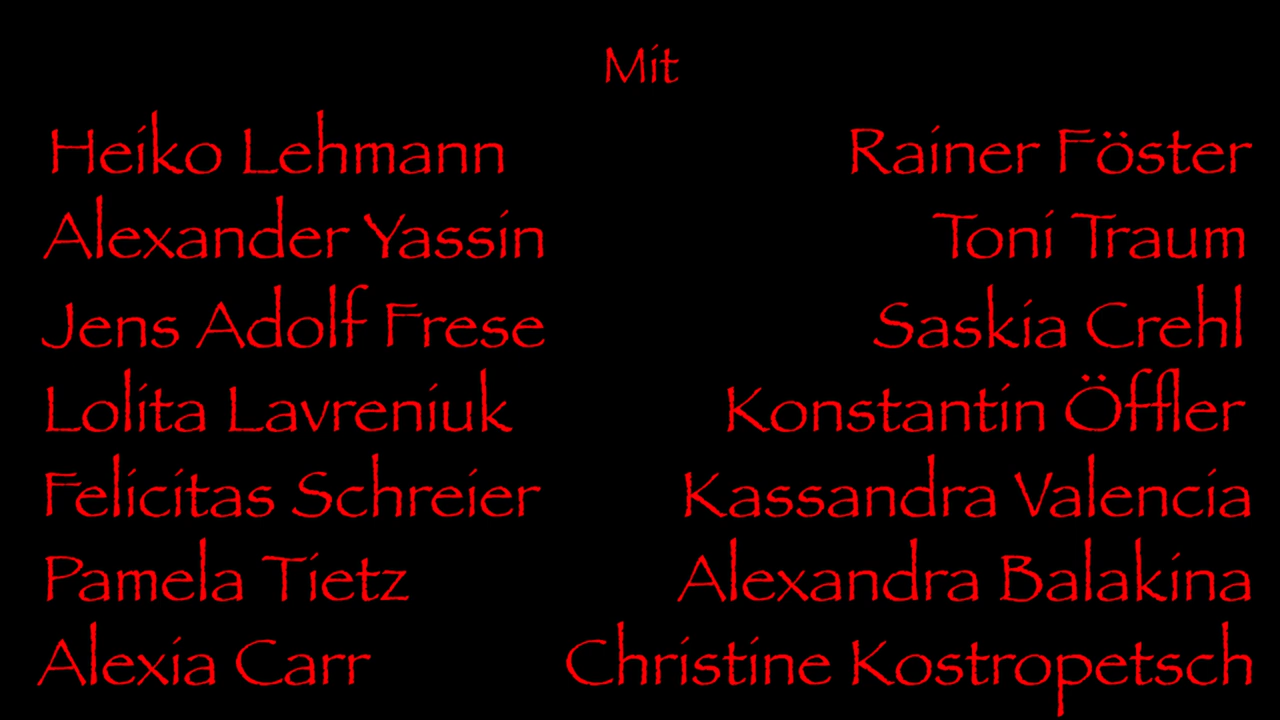 Mit
Heiko Lehmann
Rainer Föster
Alexander Yassin
Toni Traum
Jens Adolf Frese
Saskia Crehl
Lolita Lavreniuk
Konstantin Öffler
Felicitas Schreier
Kassandra Valencia
Pamela Tietz
Alexandra Balakina
Alexia Carr
Christine Kostropetsch